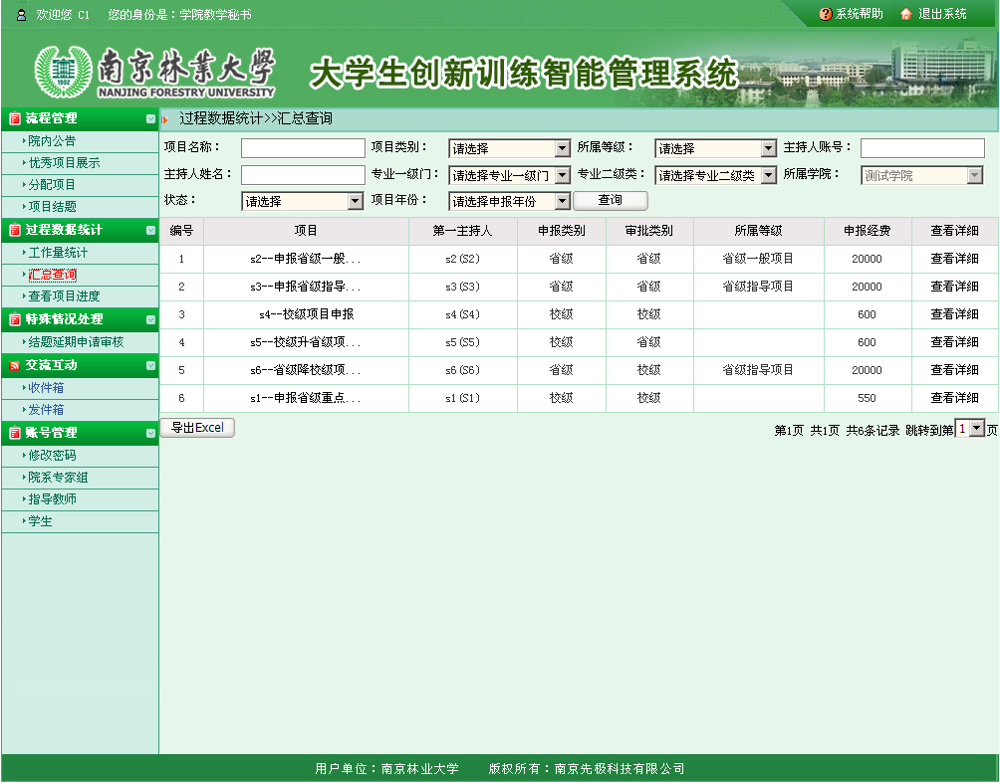 欢迎您 C1 您的身份是：学院教学秘书 系统帮助 退出系统
南京林業大學
NANJING FORESTRY UNIVERSITY
大学生创新训练智能管理系统
流程管理
院内公告
优秀项目展示
分配项目
项目结题
过程数据统计
工作量统计
汇总查询
查看项目进度
特殊情况处理
结题延期申请审核
交流互动
收件箱
发件箱
账号管理
修改密码
院系专家组
指导教师
学生
过程数据统计>>汇总查询
项目名称： 项目类别： 请选择 所属等级： 请选择 主持人账号：
主持人姓名： 专业一级门： 请选择专业一级门 专业二级类： 请选择专业二级类 所属学院： 测试学院
状态： 请选择 项目年份： 请选择申报年份 查询
编号 项目 第一主持人 申报类别 审批类别 所属等级 申报经费 查看详细
1 s2--申报省级一般... s2(S2) 省级 省级 省级一般项目 20000 查看详细
2 s3--申报省级指导... s3(S3) 省级 省级 省级指导项目 20000 查看详细
3 s4--校级项目申报 s4(S4) 校级 校级 600 查看详细
4 s5--校级升省级项... s5(S5) 校级 省级 600 查看详细
5 s6--省级降校级项... s6(S6) 省级 校级 省级指导项目 20000 查看详细
6 s1--申报省级重点... s1(S1) 校级 校级 550 查看详细
导出Excel 第1页 共1页 共6条记录 跳转到第 1 页
用户单位：南京林业大学 版权所有：南京先极科技有限公司